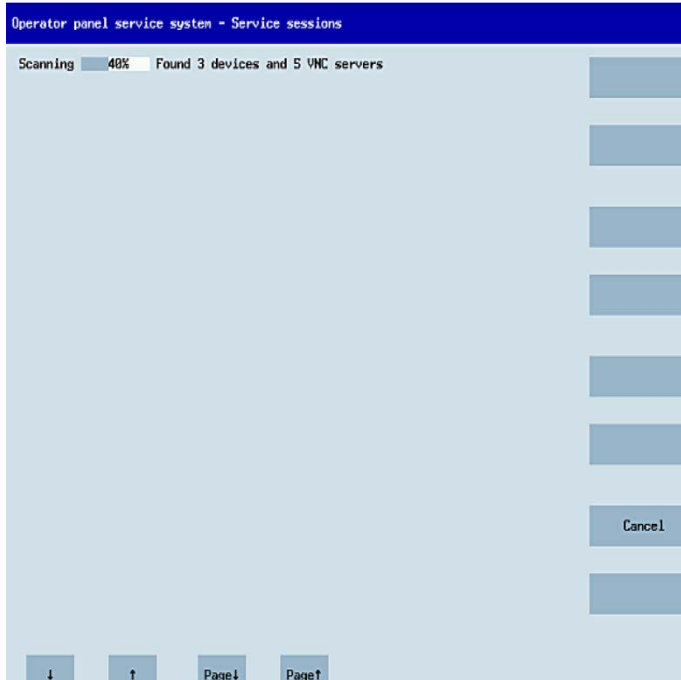 Operator panel service system - Service sessions
Scanning 40% Found 3 devices and 5 VNC servers
Cancel
↓ ↑ Page↓ Page↑